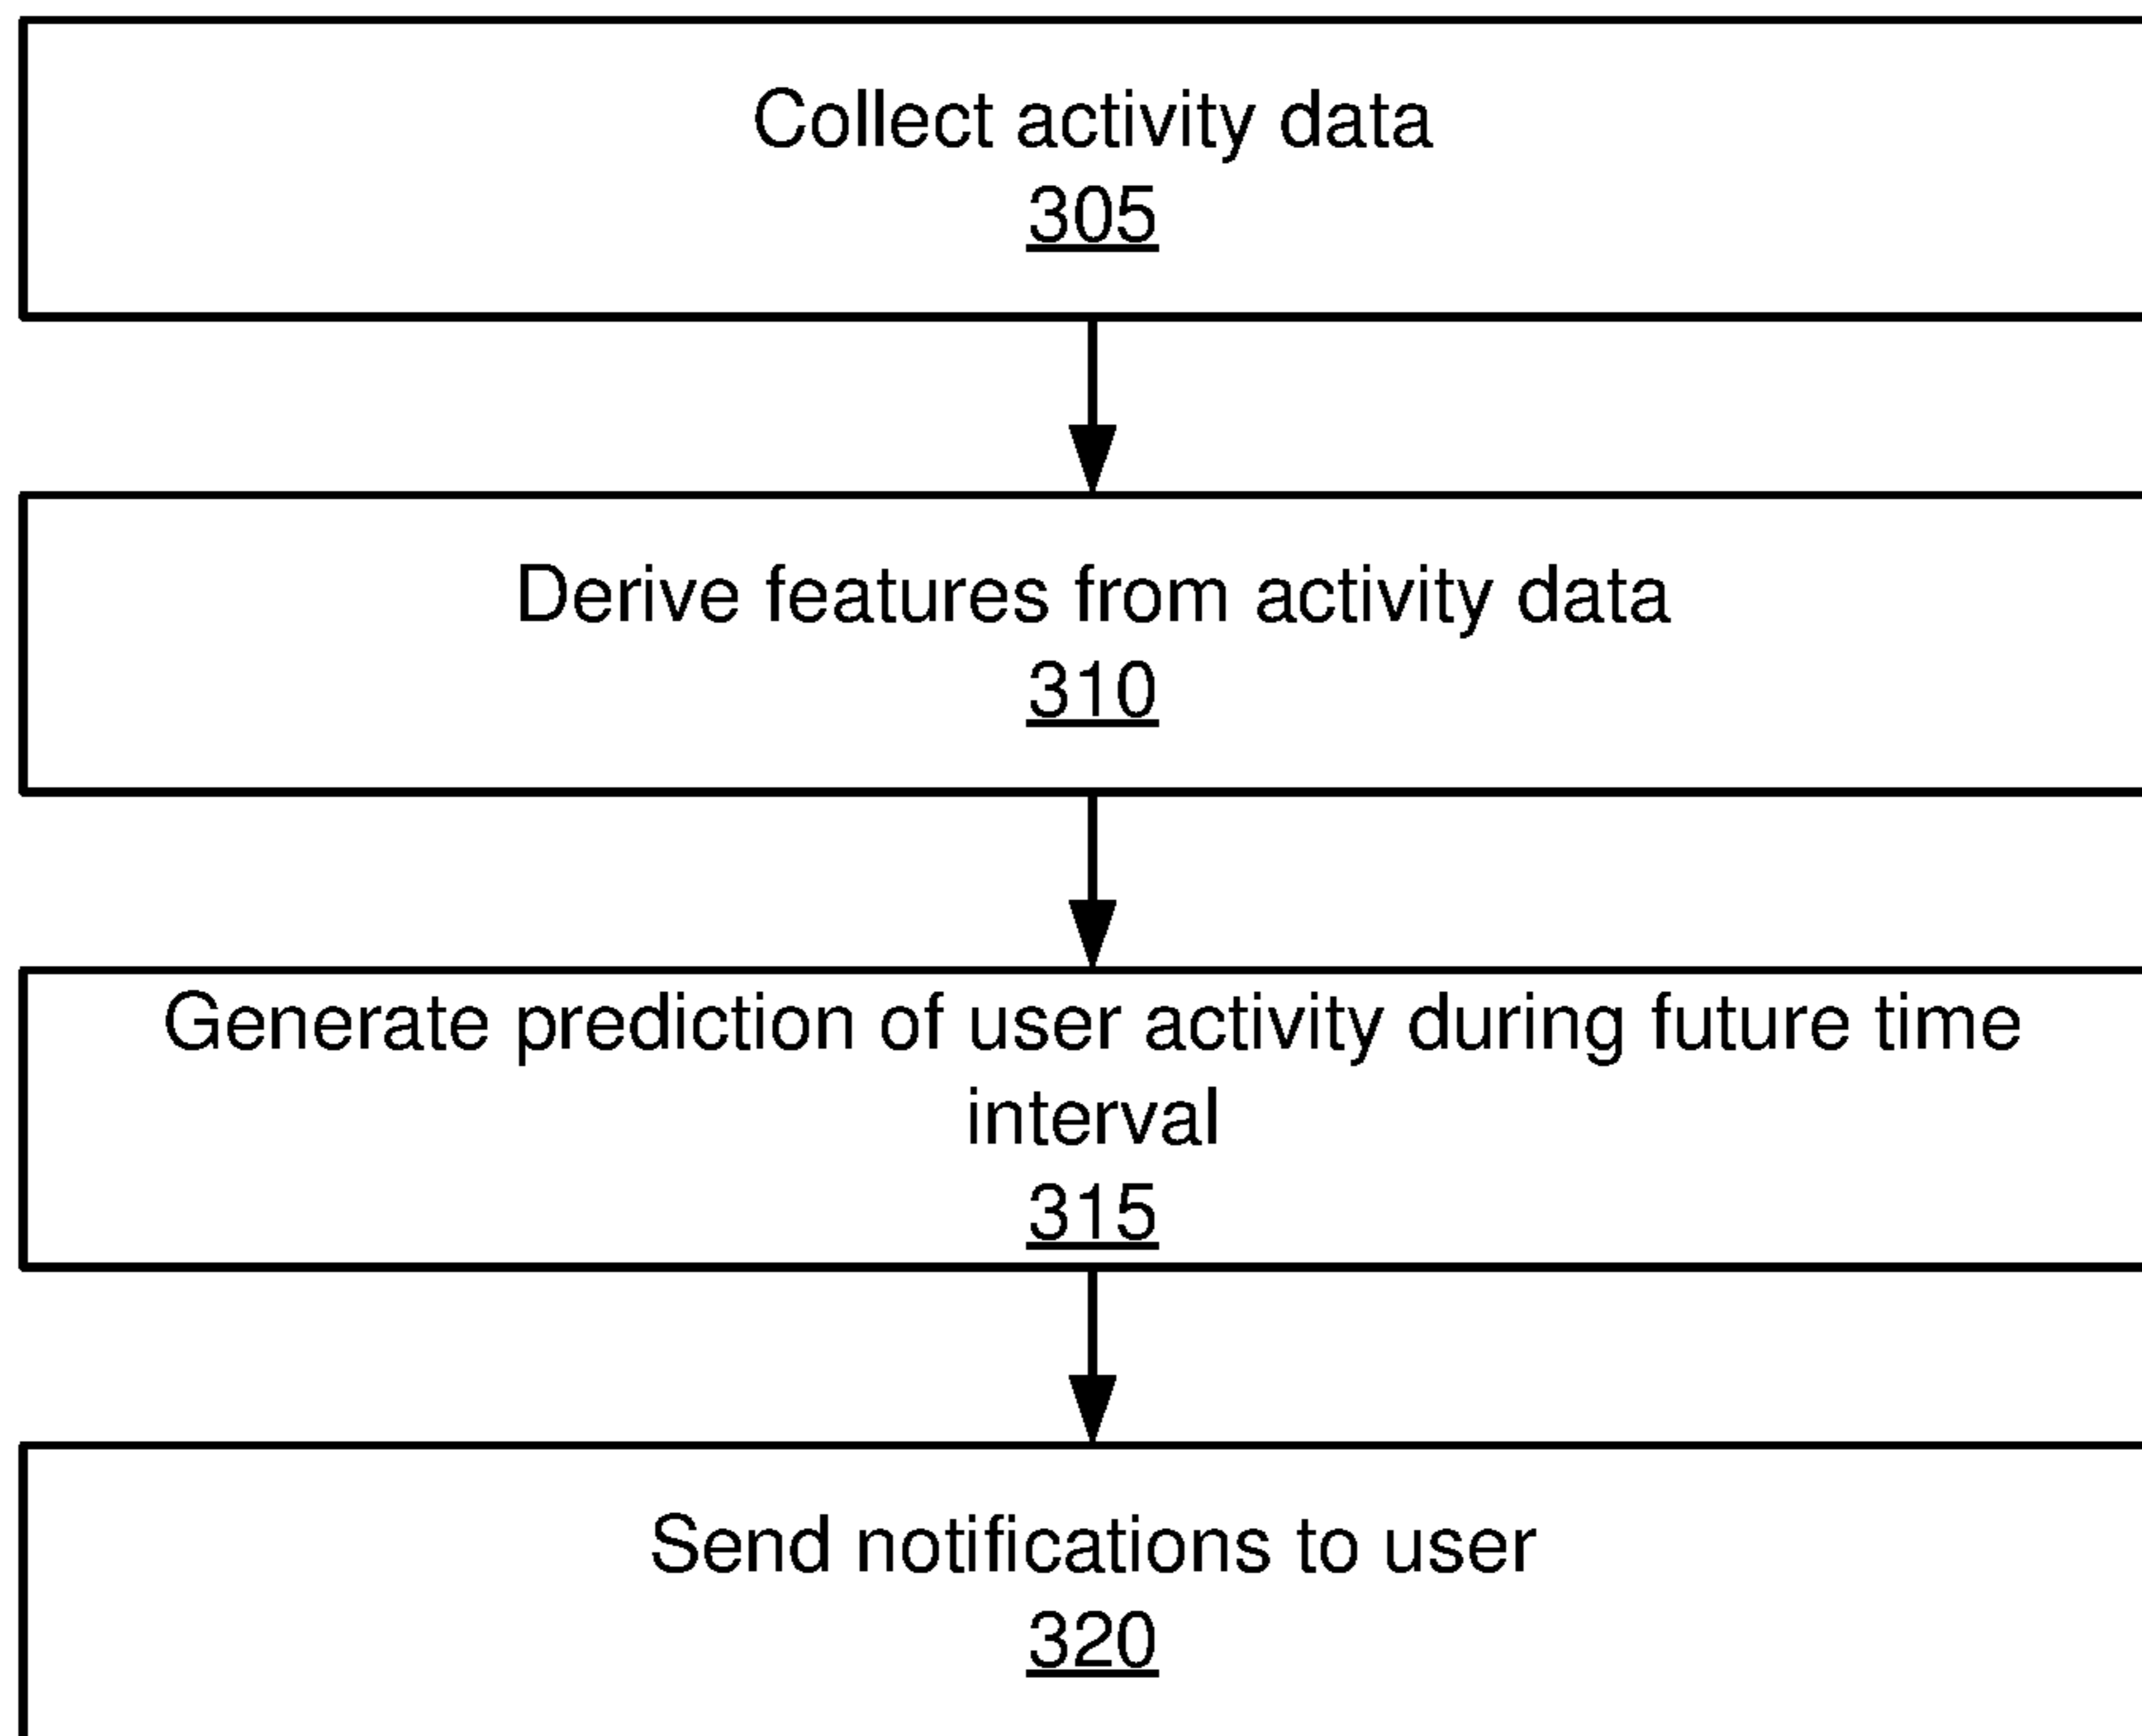 Collect activity data
305
Derive features from activity data
310
Generate prediction of user activity during future time
interval
315
Send notifications to user
320